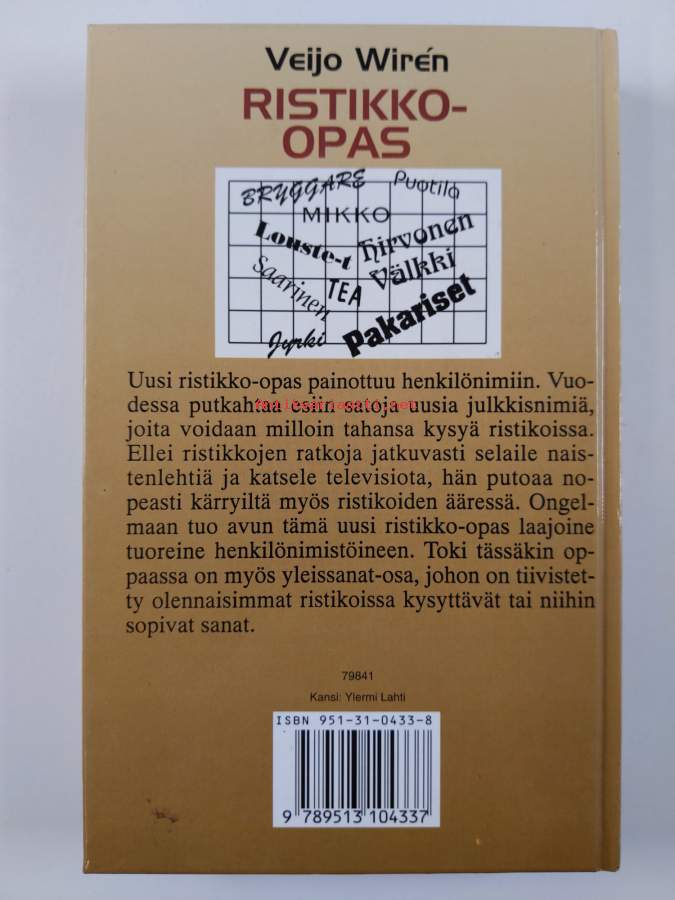 Veijo Wirén
RISTIKKO-
OPAS
BRYGGARE
Puotila
MIKKO
Louste-t
Hirvonen
Saarinen
TEA
Välkki
Jyrki
Pakariset
Uusi ristikko-opas painottuu henkilönimiin. Vuo-
dessa putkahtaa esiin satoja uusia julkkisnimiä,
joita voidaan milloin tahansa kysyä ristikoissa.
Ellei ristikkojen ratkoja jatkuvasti selaile nais-
tenlehtiä ja katsele televisiota, hän putoaa no-
peasti kärryiltä myös ristikoiden ääressä. Ongel-
maan tuo avun tämä uusi ristikko-opas laajoine
tuoreine henkilönimistöineen. Toki tässäkin op-
paassa on myös yleissanat-osa, johon on tiivistet-
ty olennaisimmat ristikoissa kysyttävät tai niihin
sopivat sanat.
79841
Kansi: Ylermi Lahti
ISBN 951-31-0433-8
9 789513 104337